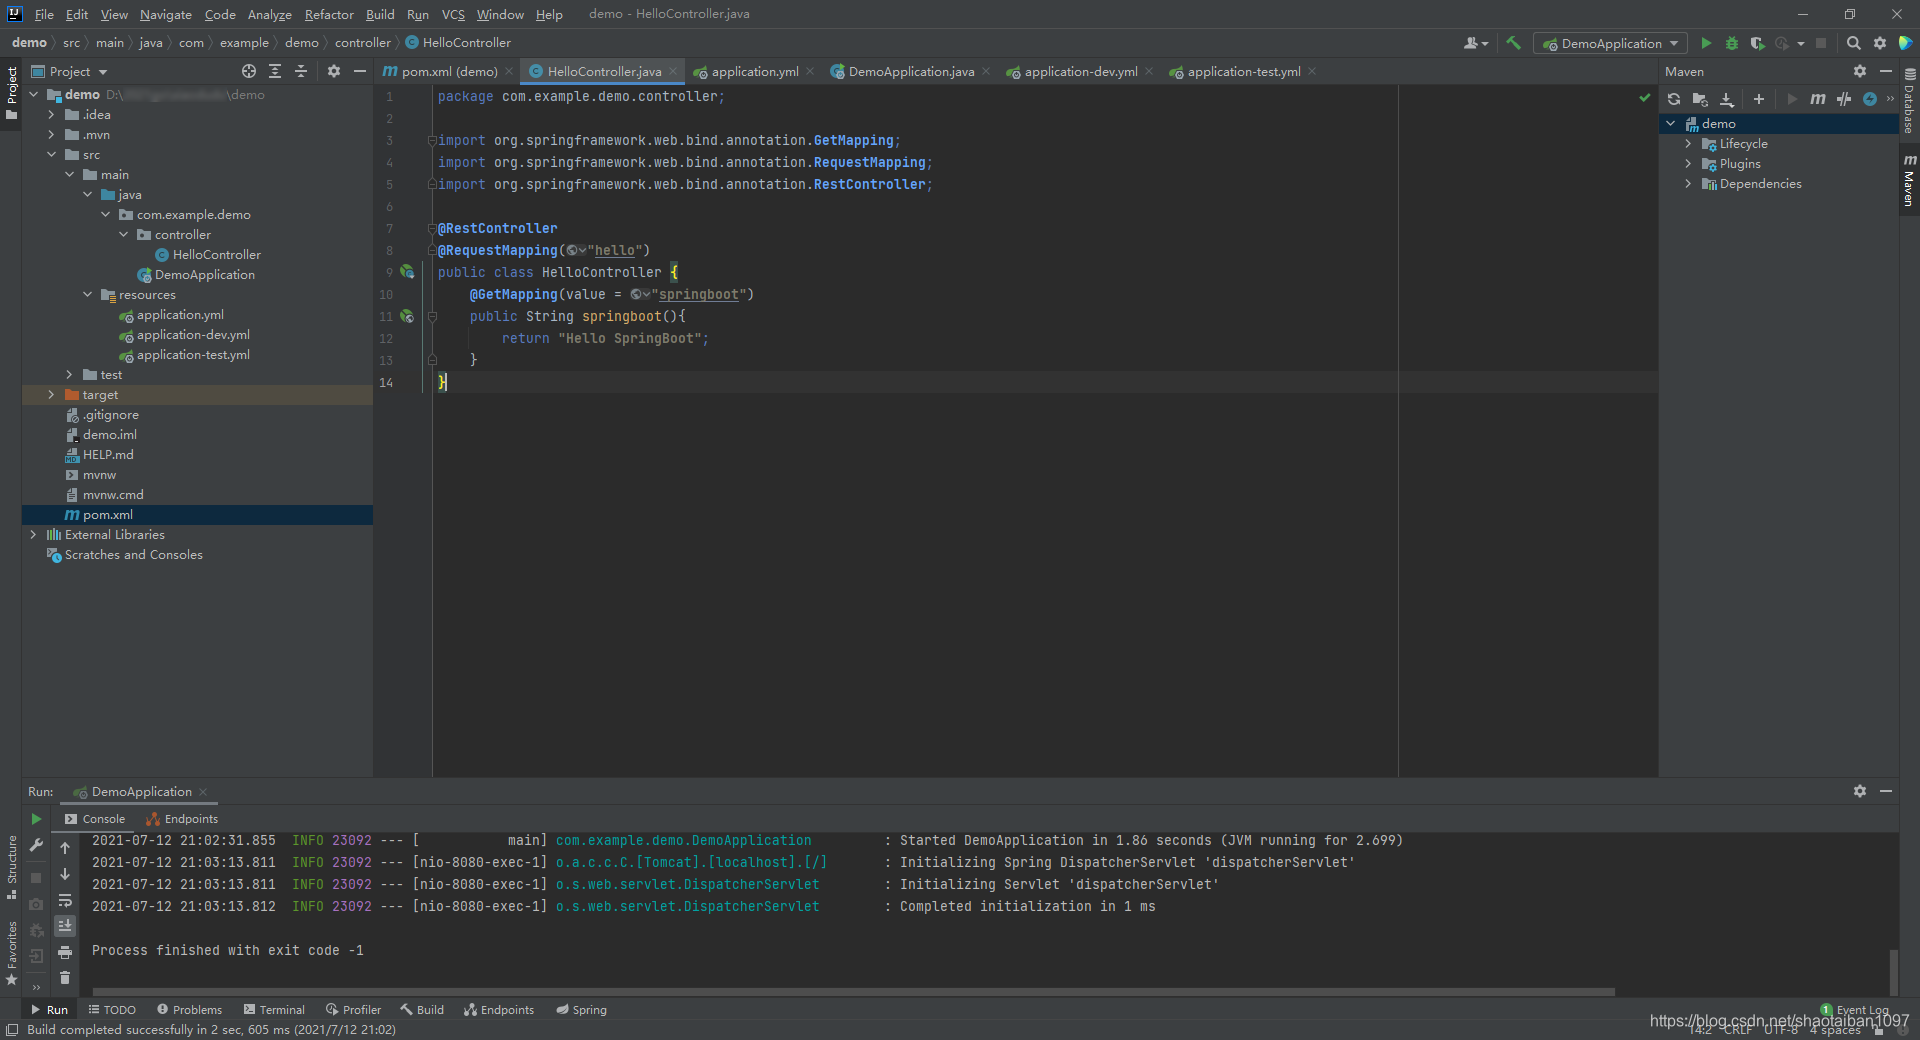 File Edit View Navigate Code Analyze Refactor Build Run VCS Window Help demo - HelloController.java
demo src main java com example demo controller HelloController
DemoApplication
Project
pom.xml (demo) HelloController.java application.yml DemoApplication.java application-dev.yml application-test.yml
Maven
Project
demo D:\ \demo
.idea
.mvn
src
main
java
com.example.demo
controller
HelloController
DemoApplication
resources
application.yml
application-dev.yml
application-test.yml
test
target
.gitignore
demo.iml
HELP.md
mvnw
mvnw.cmd
pom.xml
External Libraries
Scratches and Consoles
1 package com.example.demo.controller;
2
3 import org.springframework.web.bind.annotation.GetMapping;
4 import org.springframework.web.bind.annotation.RequestMapping;
5 import org.springframework.web.bind.annotation.RestController;
6
7 @RestController
8 @RequestMapping("hello")
9 public class HelloController {
10 @GetMapping(value = "springboot")
11 public String springboot(){
12 return "Hello SpringBoot";
13 }
14 }
demo
Lifecycle
Plugins
Dependencies
Database
Maven
Run: DemoApplication
Console Endpoints
2021-07-12 21:02:31.855 INFO 23092 --- [ main] com.example.demo.DemoApplication : Started DemoApplication in 1.86 seconds (JVM running for 2.699)
2021-07-12 21:03:13.811 INFO 23092 --- [nio-8080-exec-1] o.a.c.c.C.[Tomcat].[localhost].[/] : Initializing Spring DispatcherServlet 'dispatcherServlet'
2021-07-12 21:03:13.811 INFO 23092 --- [nio-8080-exec-1] o.s.web.servlet.DispatcherServlet : Initializing Servlet 'dispatcherServlet'
2021-07-12 21:03:13.812 INFO 23092 --- [nio-8080-exec-1] o.s.web.servlet.DispatcherServlet : Completed initialization in 1 ms
Process finished with exit code -1
Structure
Favorites
Run TODO Problems Terminal Profiler Build Endpoints Spring
1 Event Log
Build completed successfully in 2 sec, 605 ms (2021/7/12 21:02)
14:2 CRLF UTF-8 4 spaces
https://blog.csdn.net/shaotaiban1097